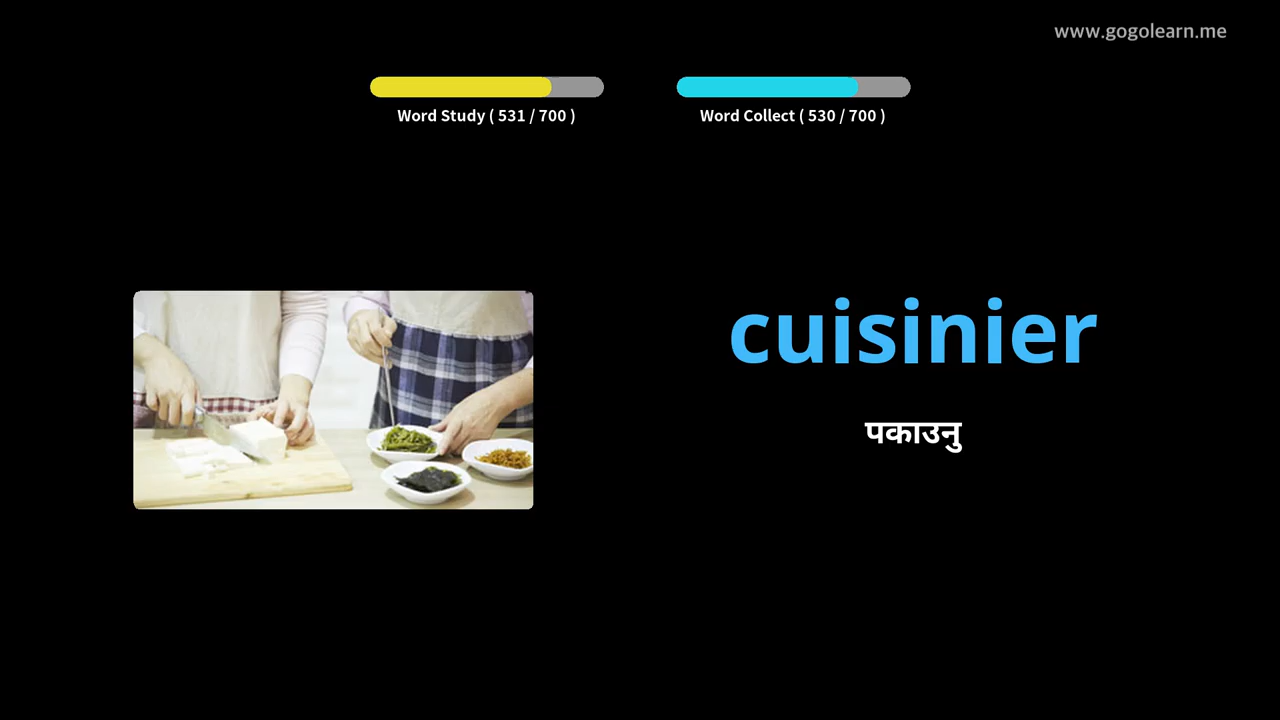 www.gogolearn.me
Word Study ( 531 / 700 )
Word Collect ( 530 / 700 )
cuisinier
पकाउनु